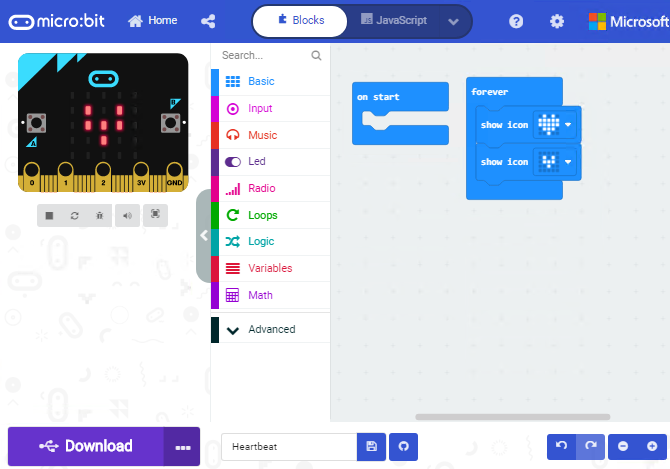 micro:bit
Home
Blocks
JavaScript
?
Microsoft
Search...
Basic
Input
Music
Led
Radio
Loops
Logic
Variables
Math
Advanced
on start
forever
show icon
show icon
B
A
0 1 2 3V GND
Download
Heartbeat